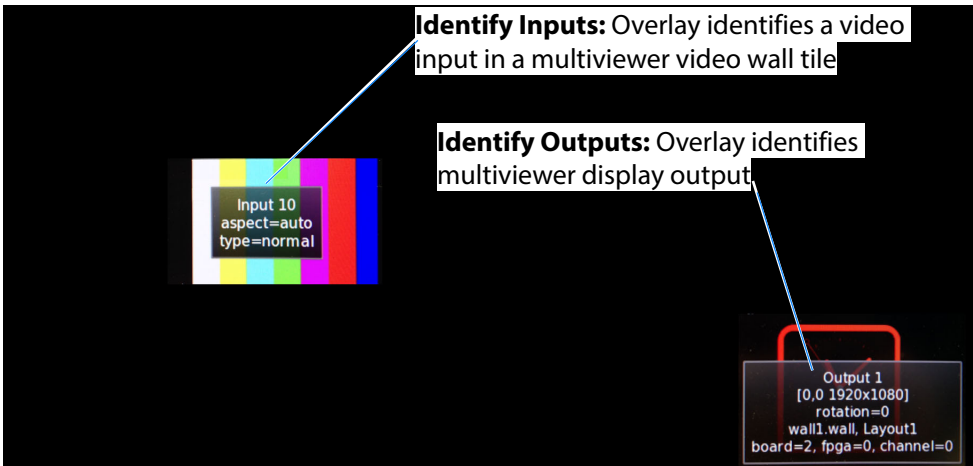 Identify Inputs: Overlay identifies a video
input in a multiviewer video wall tile
Identify Outputs: Overlay identifies
multiviewer display output
Input 10
aspect=auto
type=normal
Output 1
[0,0 1920x1080]
rotation=0
wall1.wall, Layout1
board=2, fpga=0, channel=0